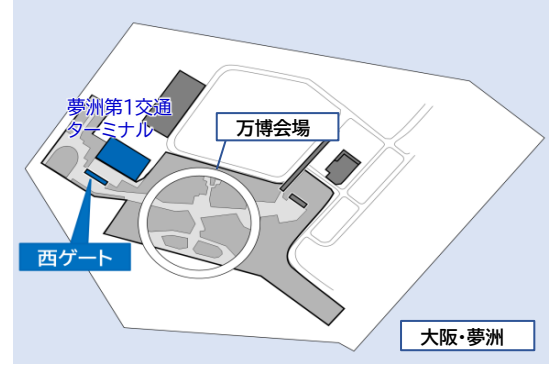 夢洲第1交通
ターミナル
万博会場
西ゲート
大阪・夢洲